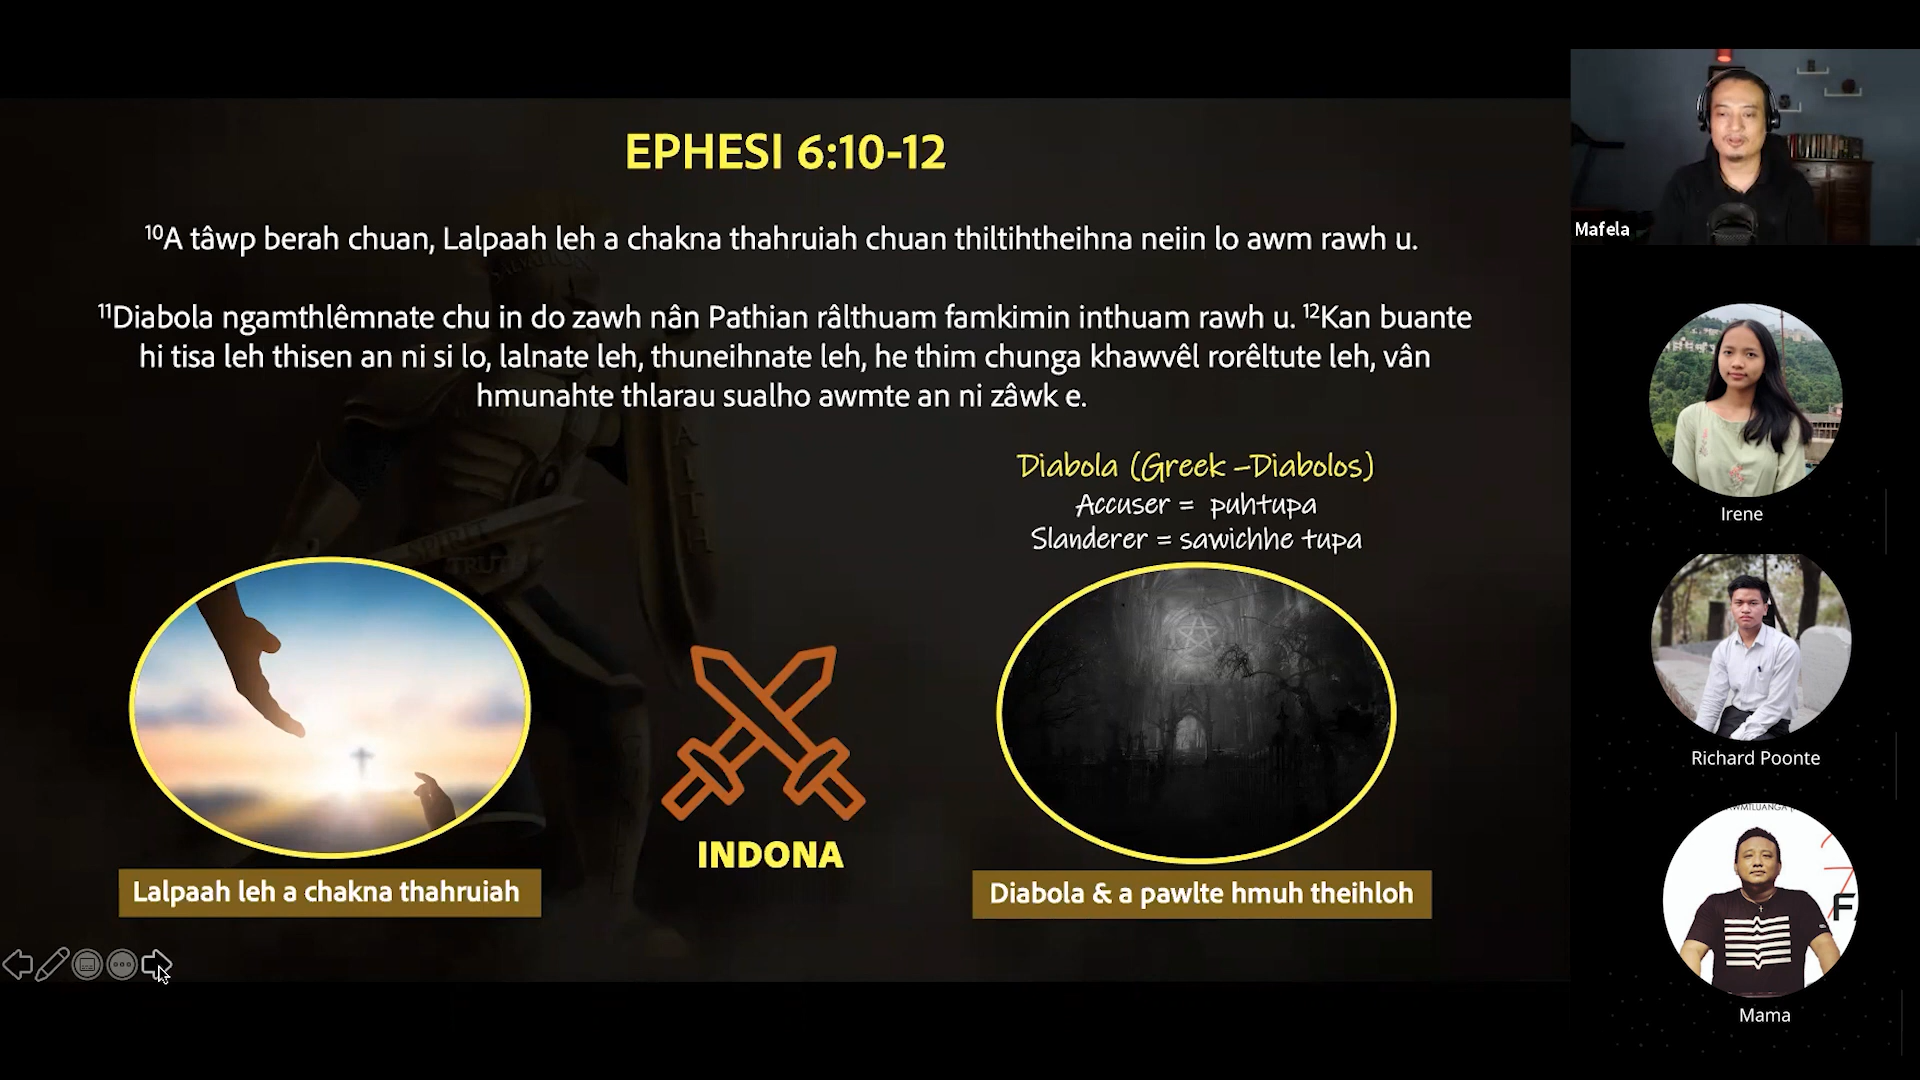 EPHESI 6:10-12
¹⁰A tâwp berah chuan, Lalpaah leh a chakna thahruiah chuan thiltihtheihna neiin lo awm rawh u.
¹¹Diabola ngamthlêmnate chu in do zawh nân Pathian râlthuam famkimin inthuam rawh u. ¹²Kan buante
hi tisa leh thisen an ni si lo, lalnate leh, thuneihnate leh, he thim chunga khawvêl rorêltute leh, vân
hmunahte thlarau sualho awmte an ni zâwk e.
Diabola (Greek –Diabolos)
Accuser = puhtupa
Slanderer = sawichhe tupa
SALVATION
FAITH
SPIRIT
TRUTH
INDONA
Lalpaah leh a chakna thahruiah
Diabola & a pawlte hmuh theihloh
Mafela
Irene
Richard Poonte
Mama